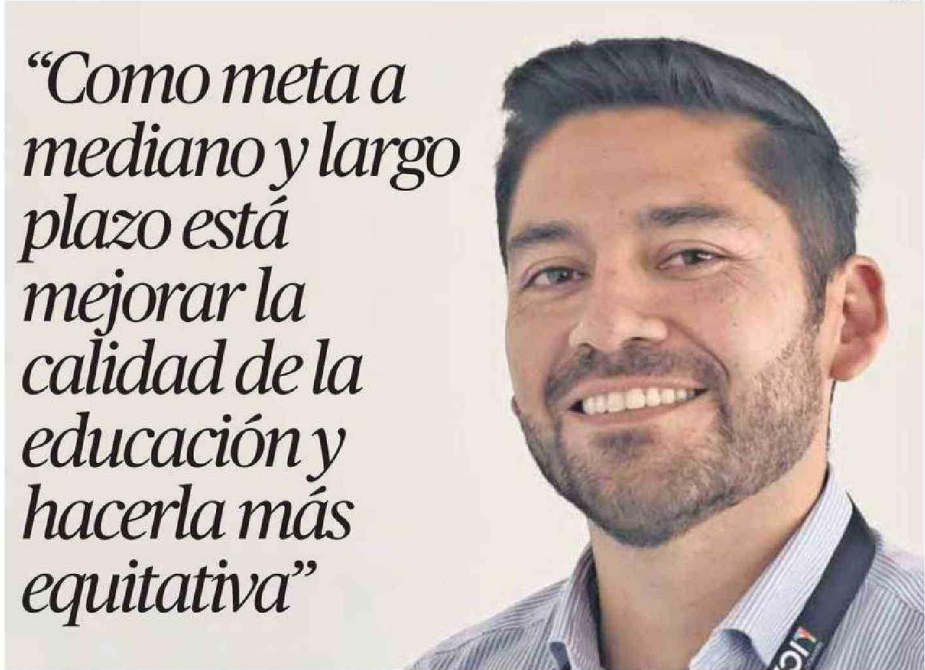 “Como meta a
mediano y largo
plazo está
mejorar la
calidad de la
educación y
hacerla más
equitativa”